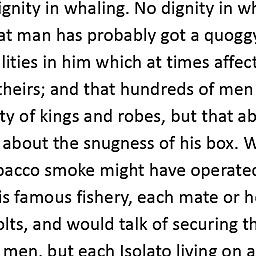 ignity in whaling. No dignity in wh
at man has probably got a quoggy
lities in him which at times affect
theirs; and that hundreds of men
ty of kings and robes, but that ab
about the snugness of his box. W
bacco smoke might have operated
is famous fishery, each mate or h
olts, and would talk of securing th
men, but each Isolato living on a